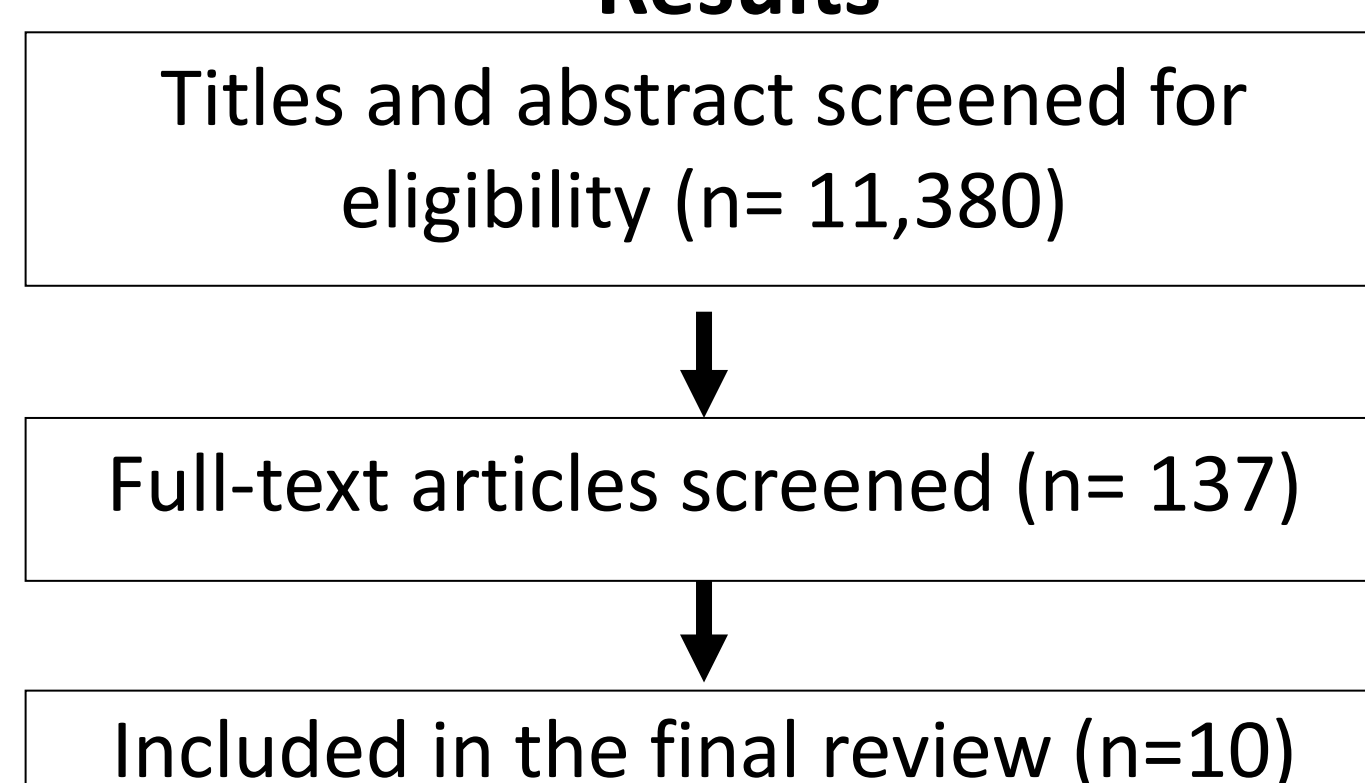 Results
Titles and abstract screened for
eligibility (n= 11,380)
Full-text articles screened (n= 137)
Included in the final review (n=10)